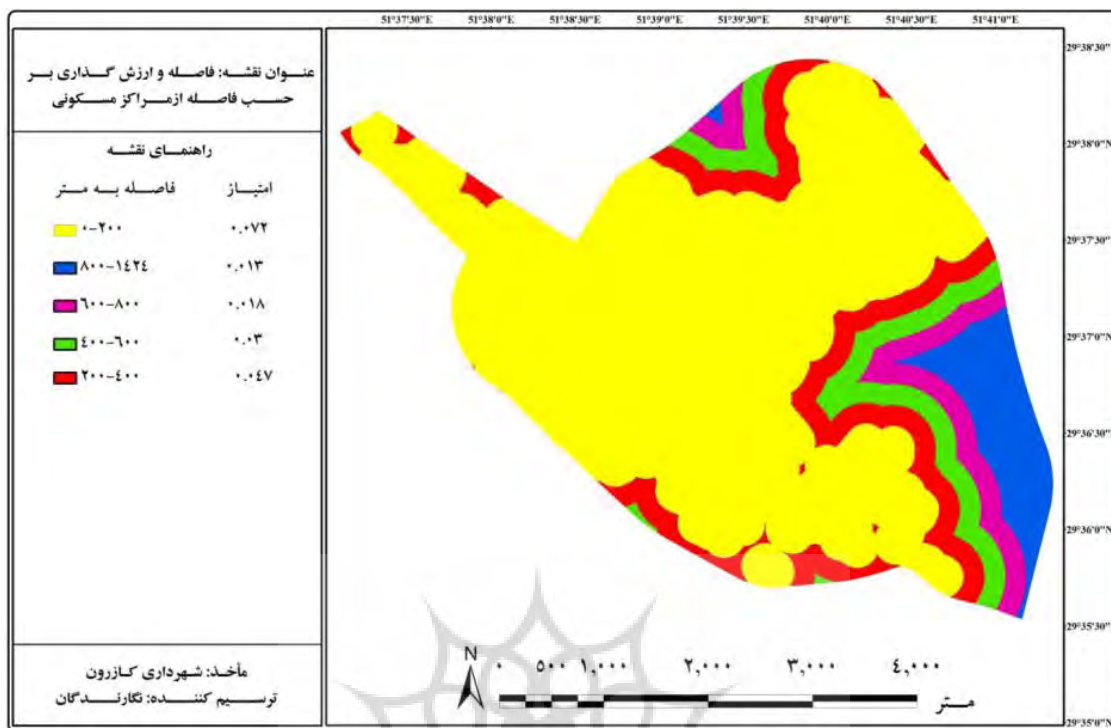 51°37'30"E 51°38'0"E 51°38'30"E 51°39'0"E 51°39'30"E 51°40'0"E 51°40'30"E 51°41'0"E
عنوان نقشه: فاصله و ارزش گذاری بر
حسب فاصله ازمراکز مسکونی
راهنمای نقشه
امتیاز فاصله به متر
۰.۰۷۲ ۰-۲۰۰
۰.۰۱۳ ۸۰۰-۱٤۲٤
۰.۰۱۸ ۶۰۰-۸۰۰
۰.۰۳ ٤۰۰-۶۰۰
۰.۰٤۷ ۲۰۰-٤۰۰
29°38'30"N
29°38'0"N
29°37'30"N
29°37'0"N
29°36'30"N
29°36'0"N
29°35'30"N
29°35'0"N
مأخذ: شهرداری کازرون
ترسیم کننده: نگارندگان
N
۰ ۵۰۰ ۱,۰۰۰ ۲,۰۰۰ ۳,۰۰۰ ٤,۰۰۰
متر